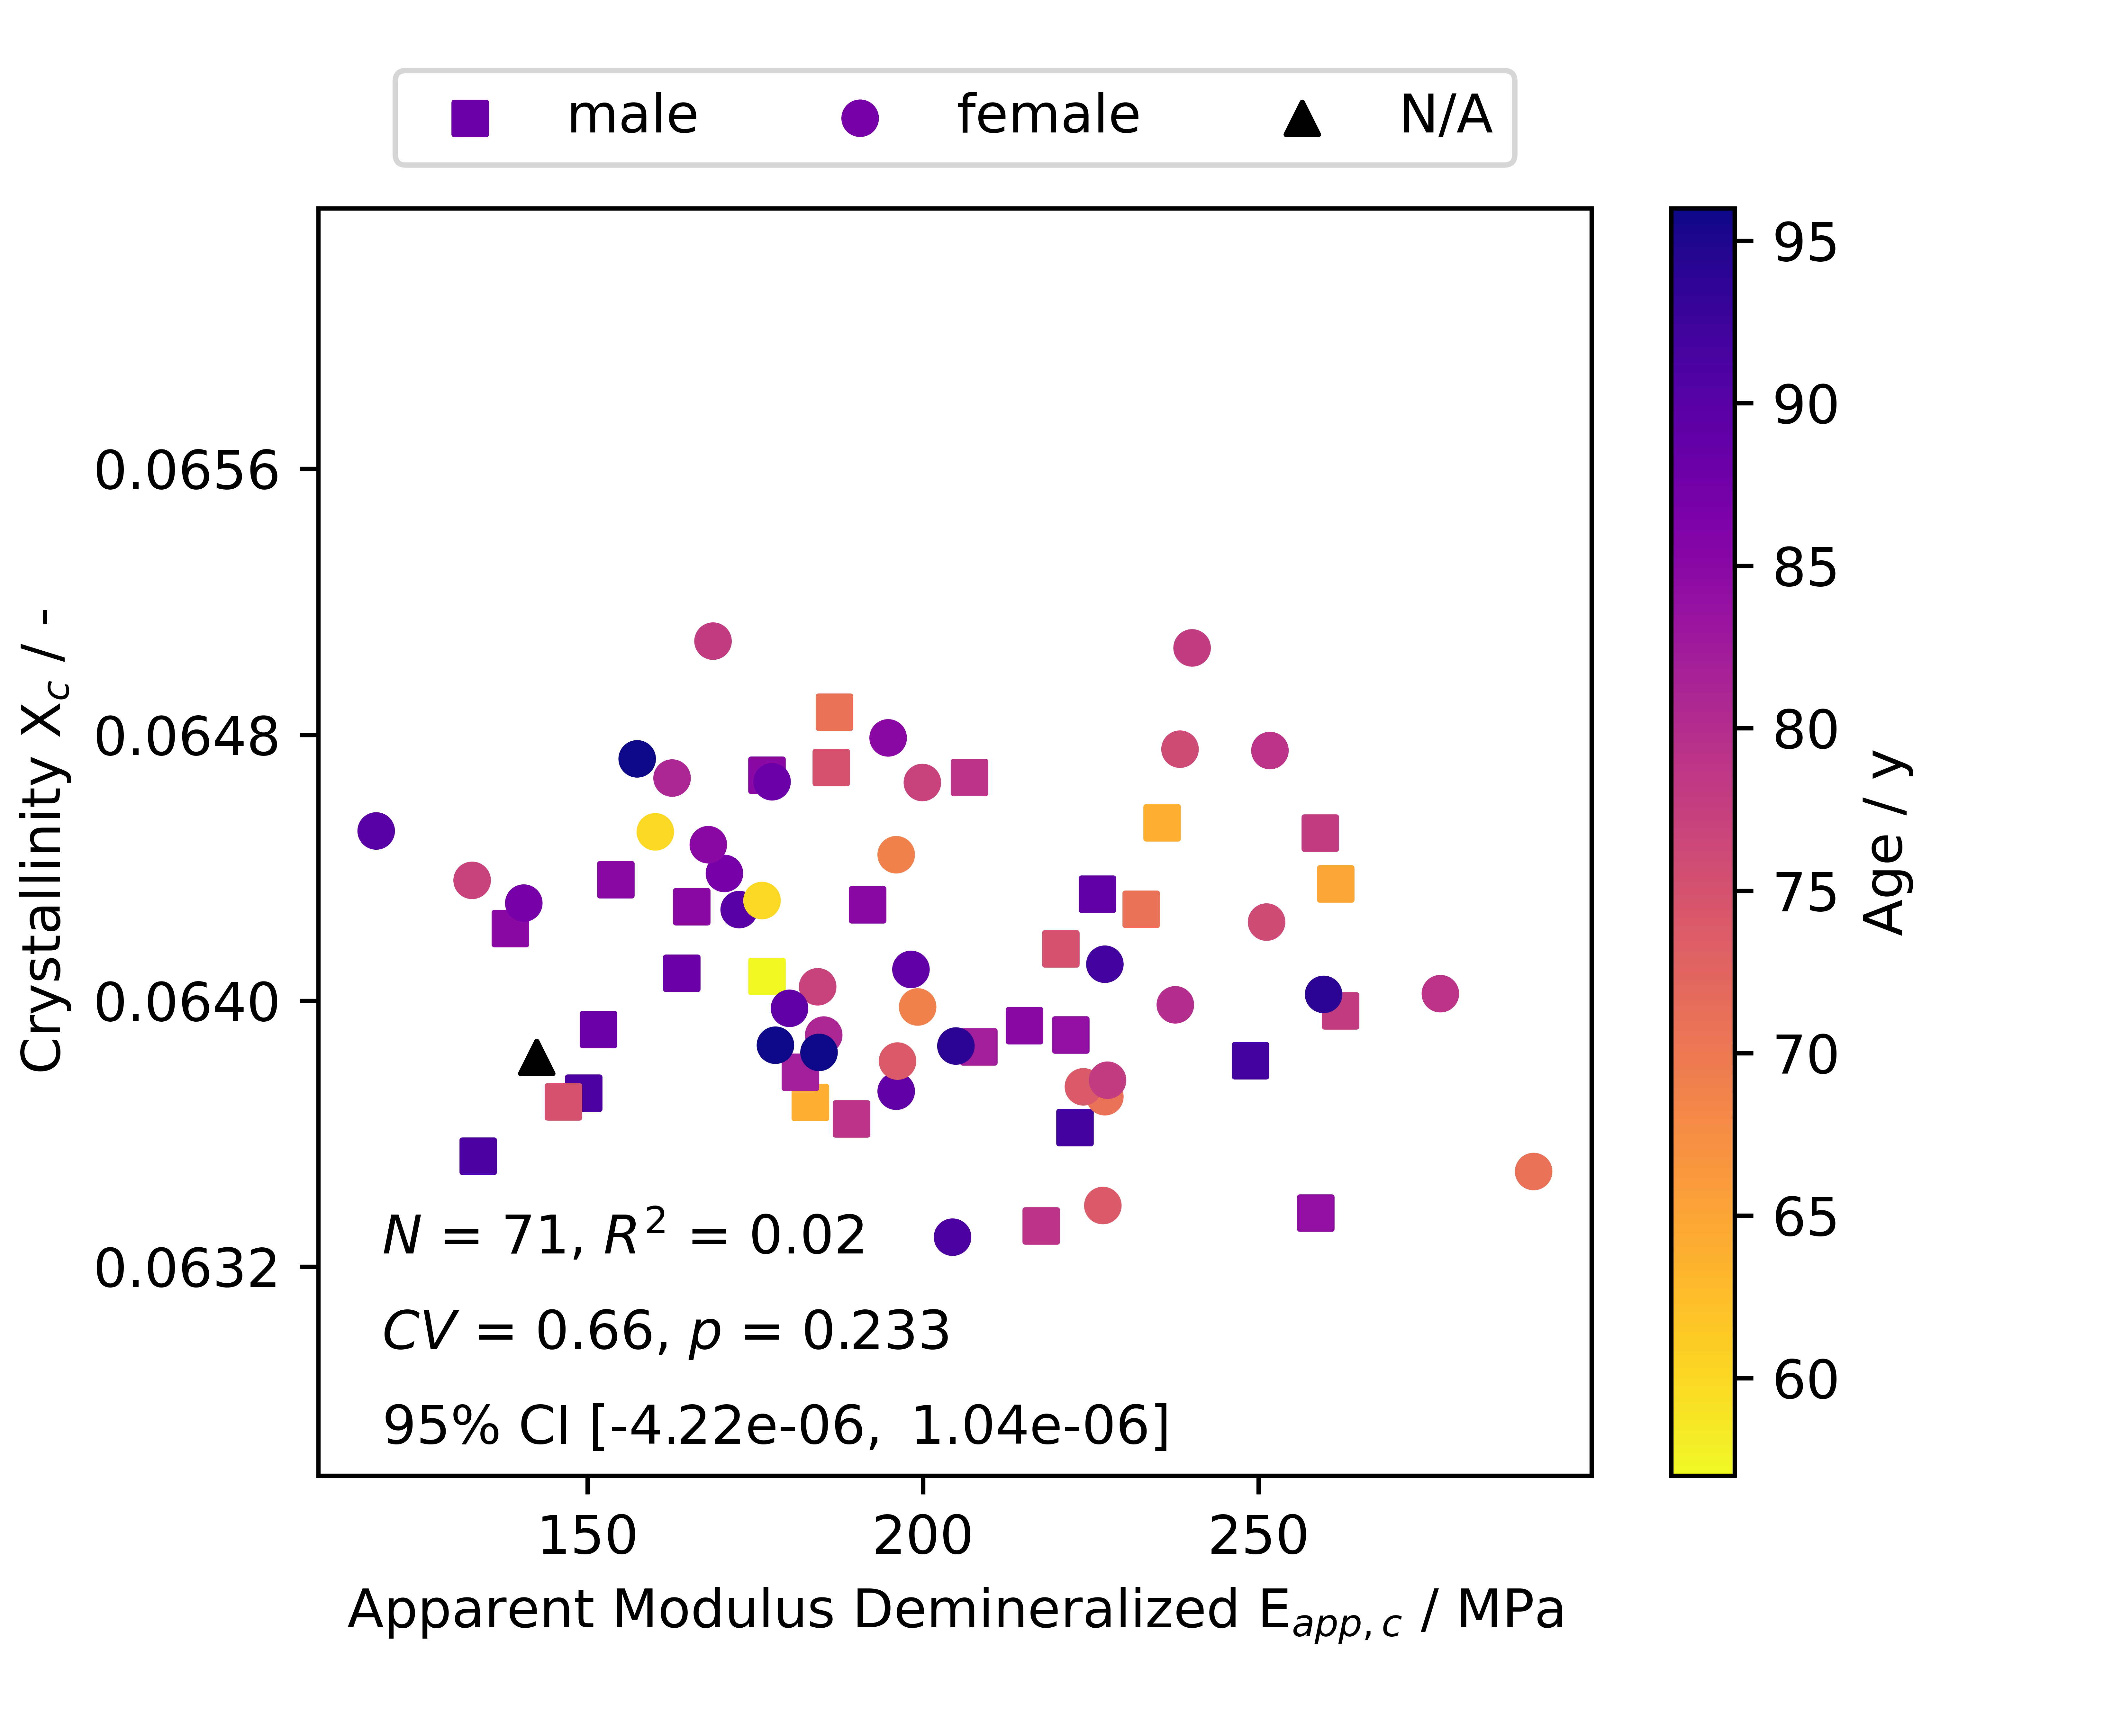 male female N/A
0.0656
0.0648
0.0640
0.0632
Crystallinity X_c / -
N = 71, R² = 0.02
CV = 0.66, p = 0.233
95% CI [-4.22e-06, 1.04e-06]
150 200 250
Apparent Modulus Demineralized E_app,c / MPa
95
90
85
80
75
70
65
60
Age / y